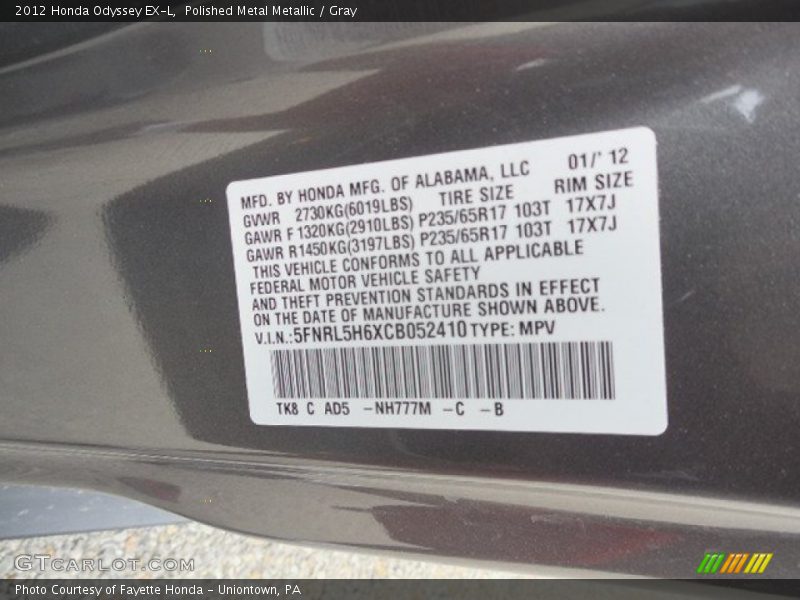 2012 Honda Odyssey EX-L, Polished Metal Metallic / Gray
MFD. BY HONDA MFG. OF ALABAMA, LLC 01/' 12
GVWR 2730KG(6019LBS) TIRE SIZE RIM SIZE
GAWR F 1320KG(2910LBS) P235/65R17 103T 17X7J
GAWR R1450KG(3197LBS) P235/65R17 103T 17X7J
THIS VEHICLE CONFORMS TO ALL APPLICABLE
FEDERAL MOTOR VEHICLE SAFETY
AND THEFT PREVENTION STANDARDS IN EFFECT
ON THE DATE OF MANUFACTURE SHOWN ABOVE.
V.I.N.:5FNRL5H6XCB052410 TYPE: MPV
TK8 C AD5 -NH777M -C -B
GTCARLOT.COM
Photo Courtesy of Fayette Honda - Uniontown, PA